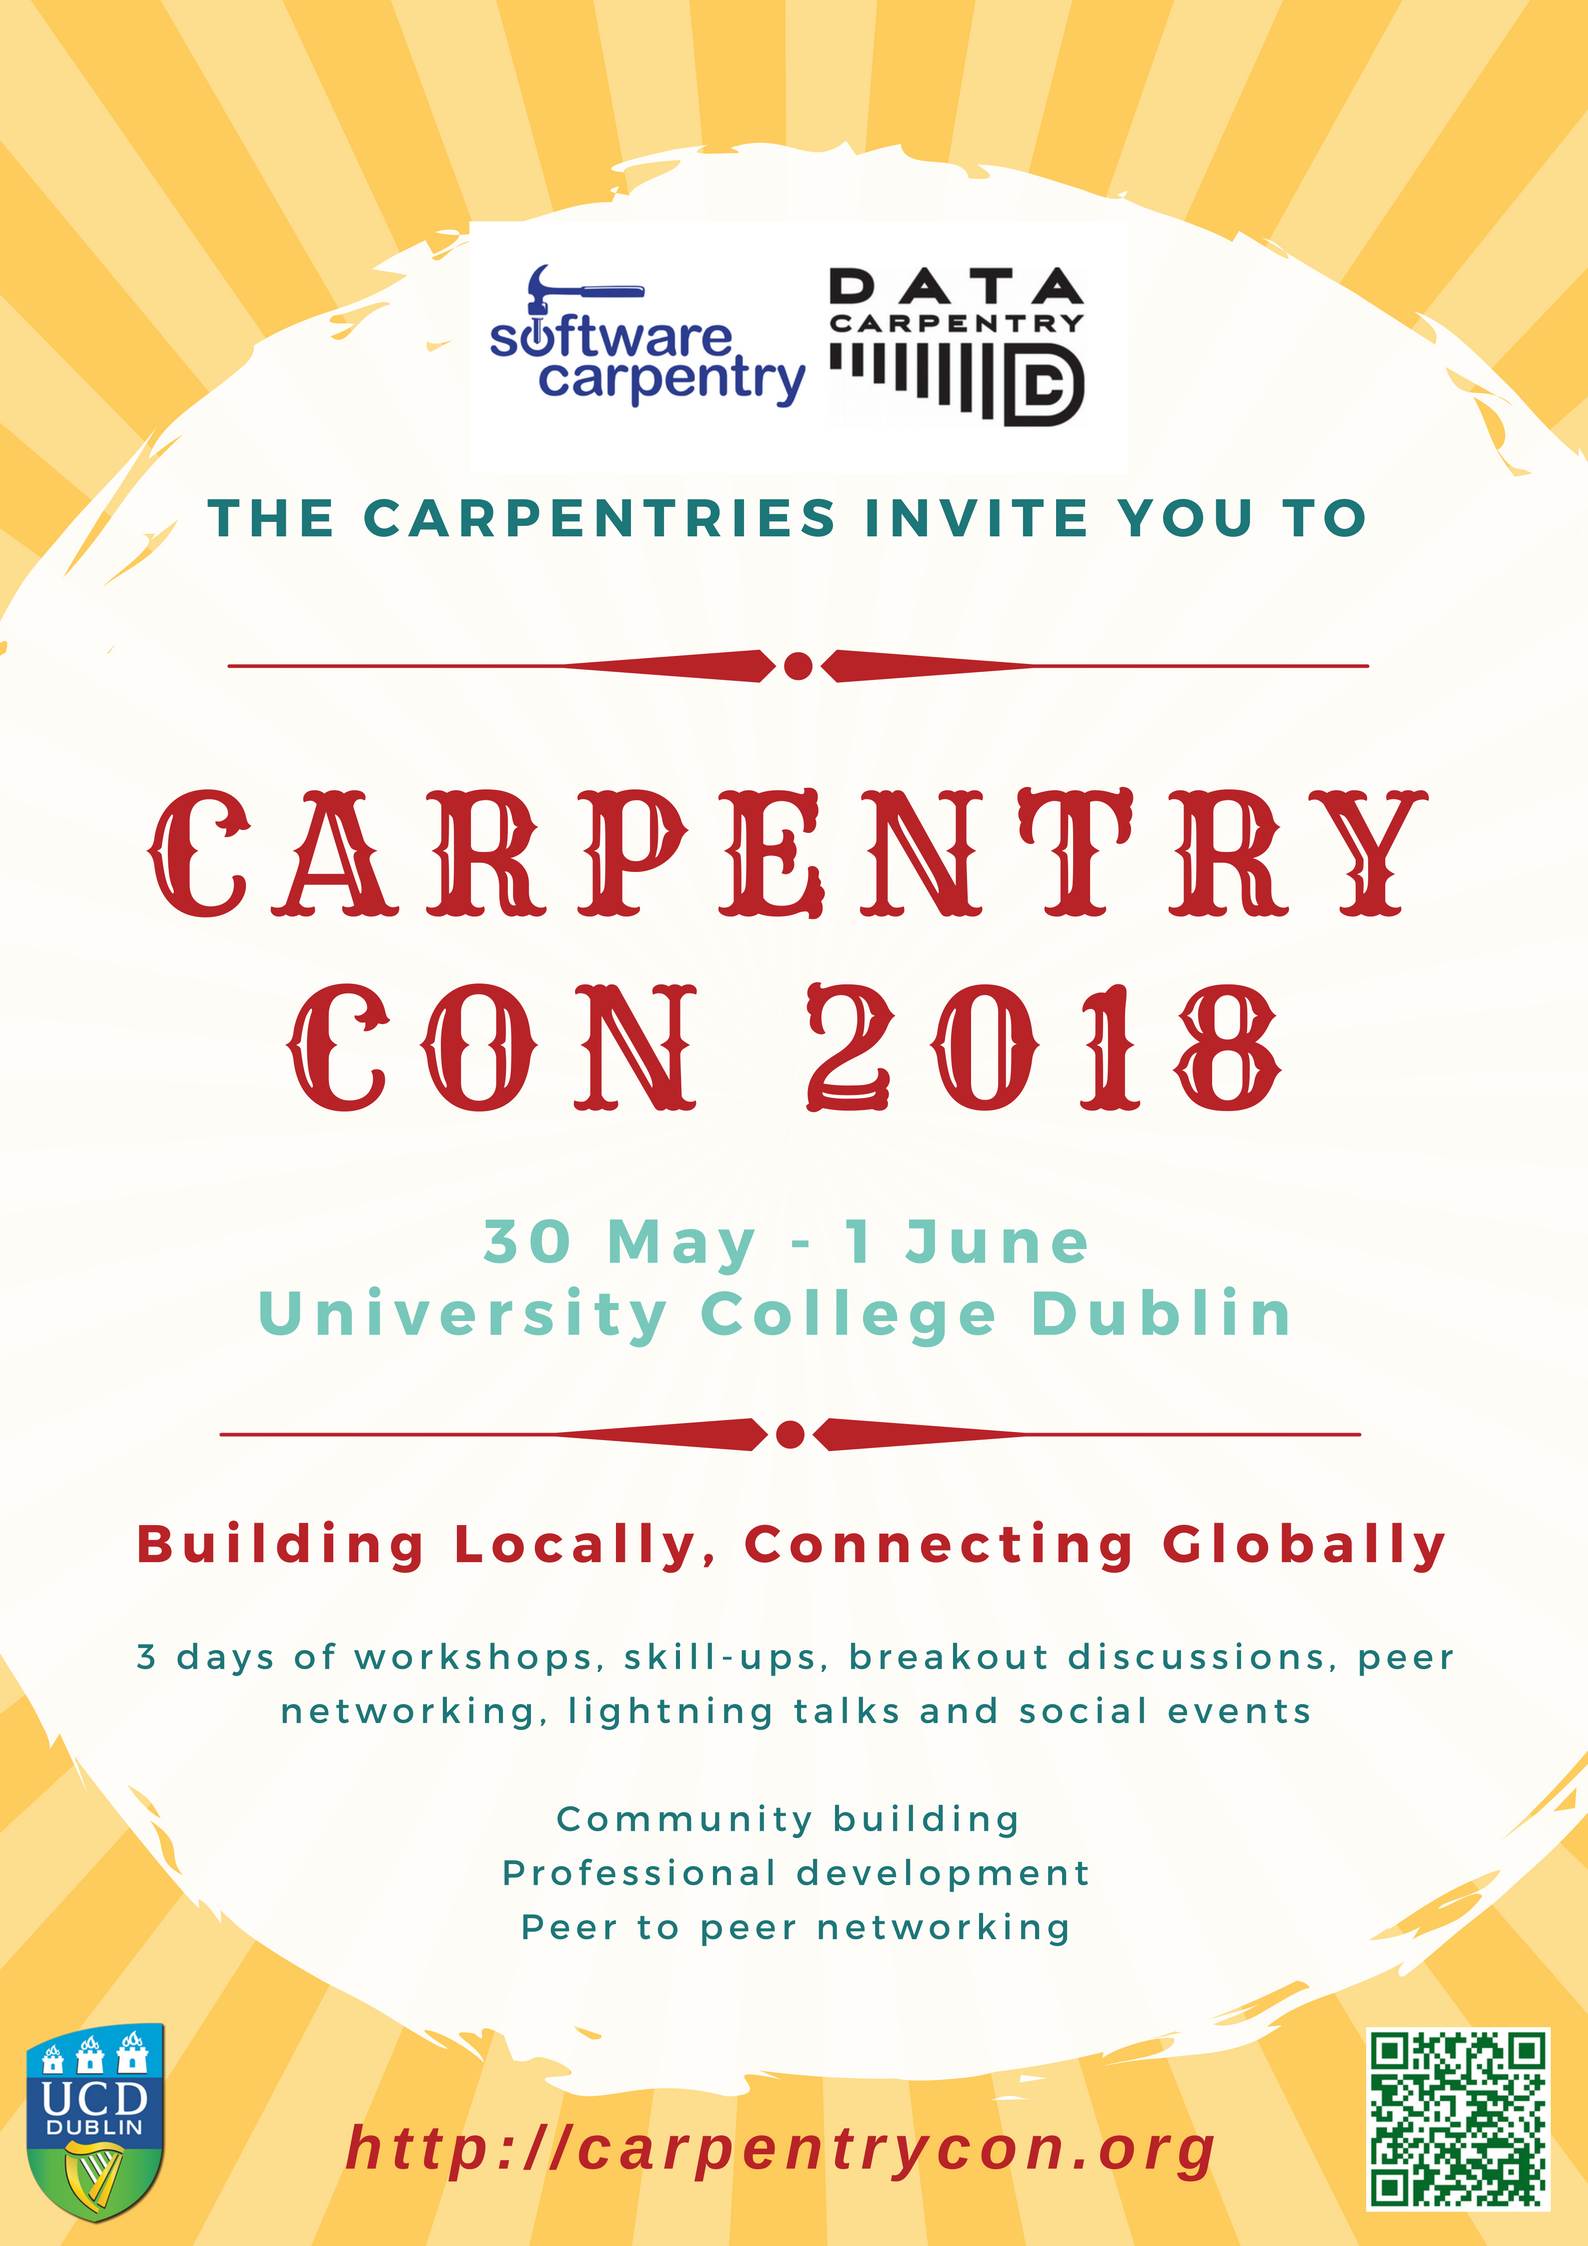 software
carpentry
DATA
CARPENTRY
DC
THE CARPENTRIES INVITE YOU TO
CARPENTRY
CON 2018
30 May - 1 June
University College Dublin
Building Locally, Connecting Globally
3 days of workshops, skill-ups, breakout discussions, peer
networking, lightning talks and social events
Community building
Professional development
Peer to peer networking
UCD
DUBLIN
http://carpentrycon.org